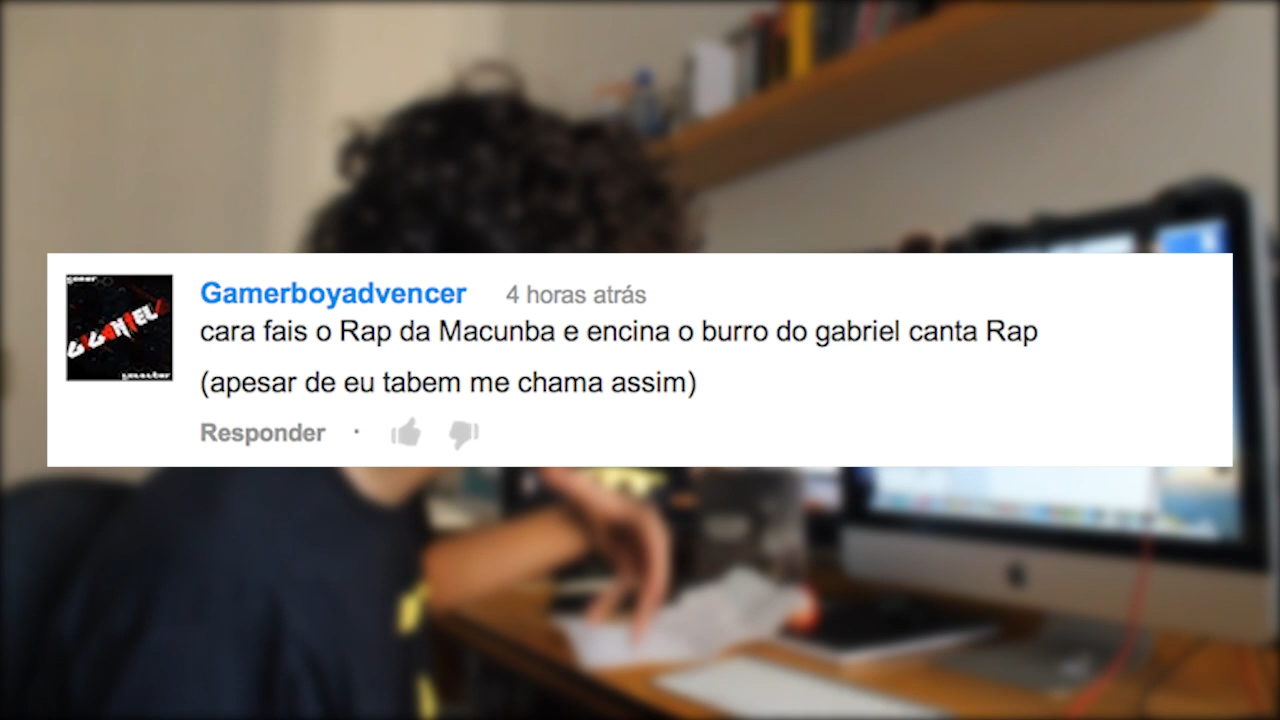 Gamerboyadvencer 4 horas atrás
cara fais o Rap da Macunba e encina o burro do gabriel canta Rap
(apesar de eu tabem me chama assim)
Responder ·